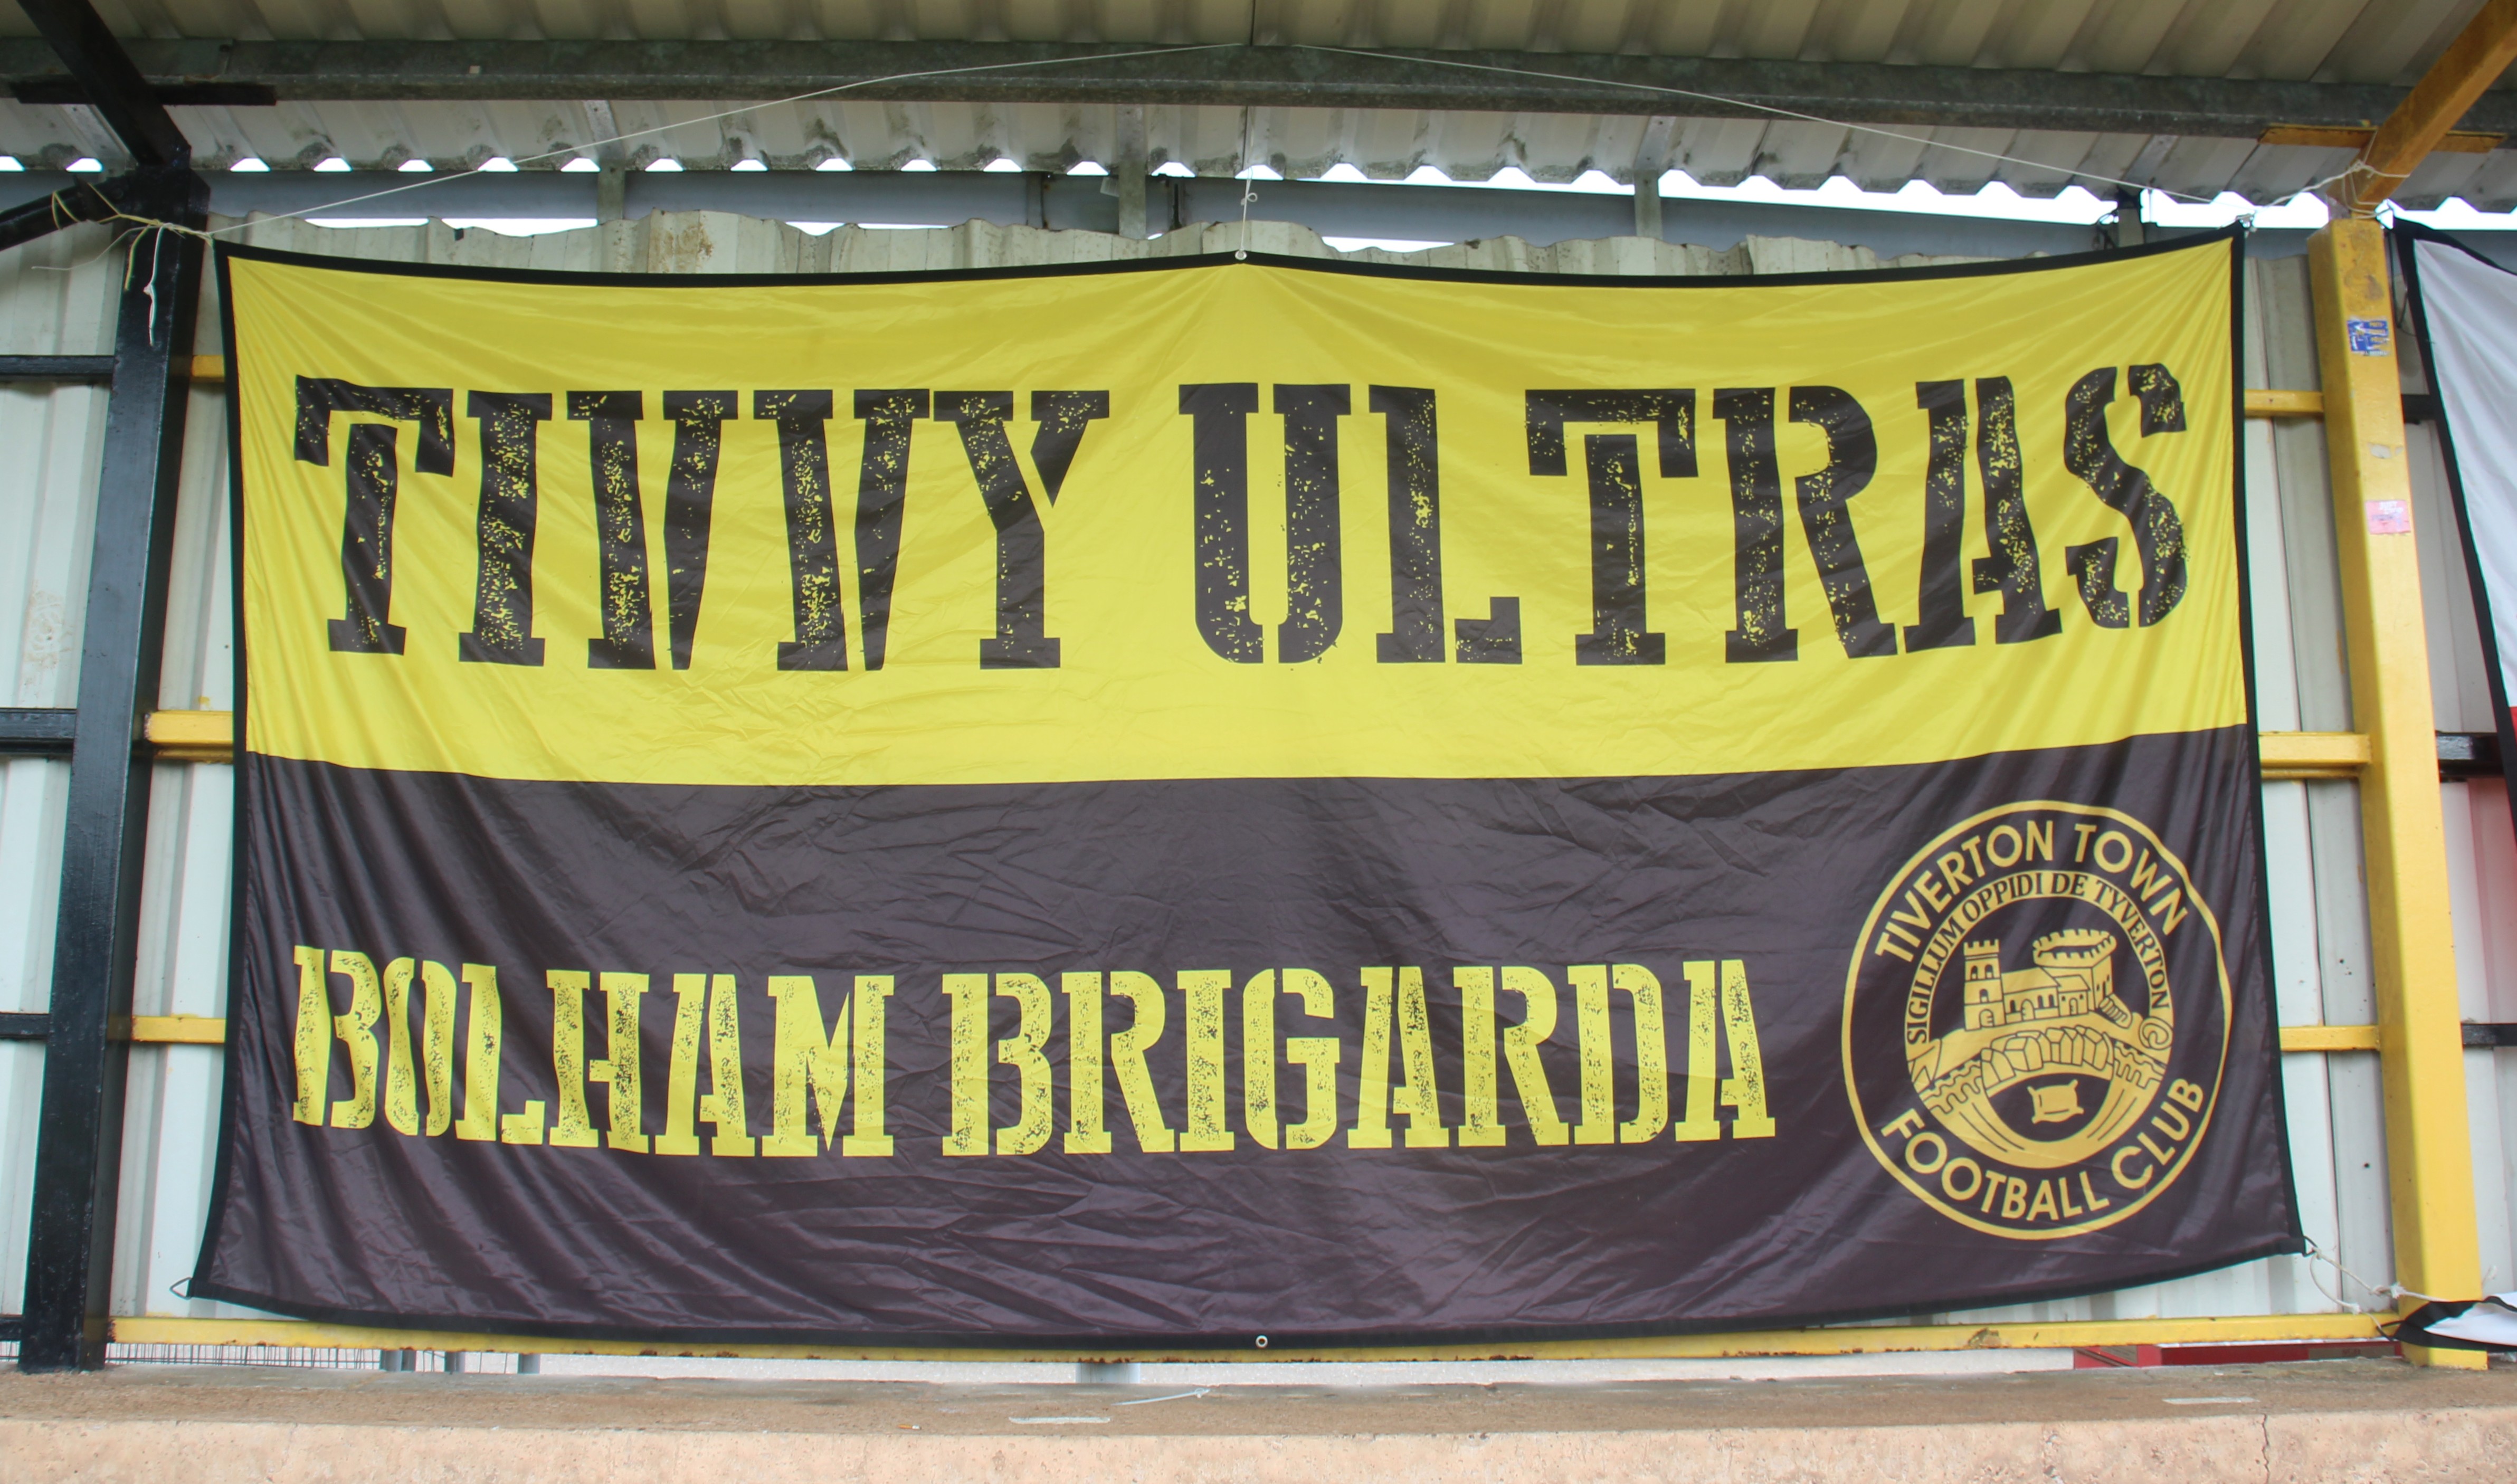 TIVVY ULTRAS
BOLHAM BRIGARDA
TIVERTON TOWN
SIGILLUM OPPIDI DE TYVERTON
FOOTBALL CLUB